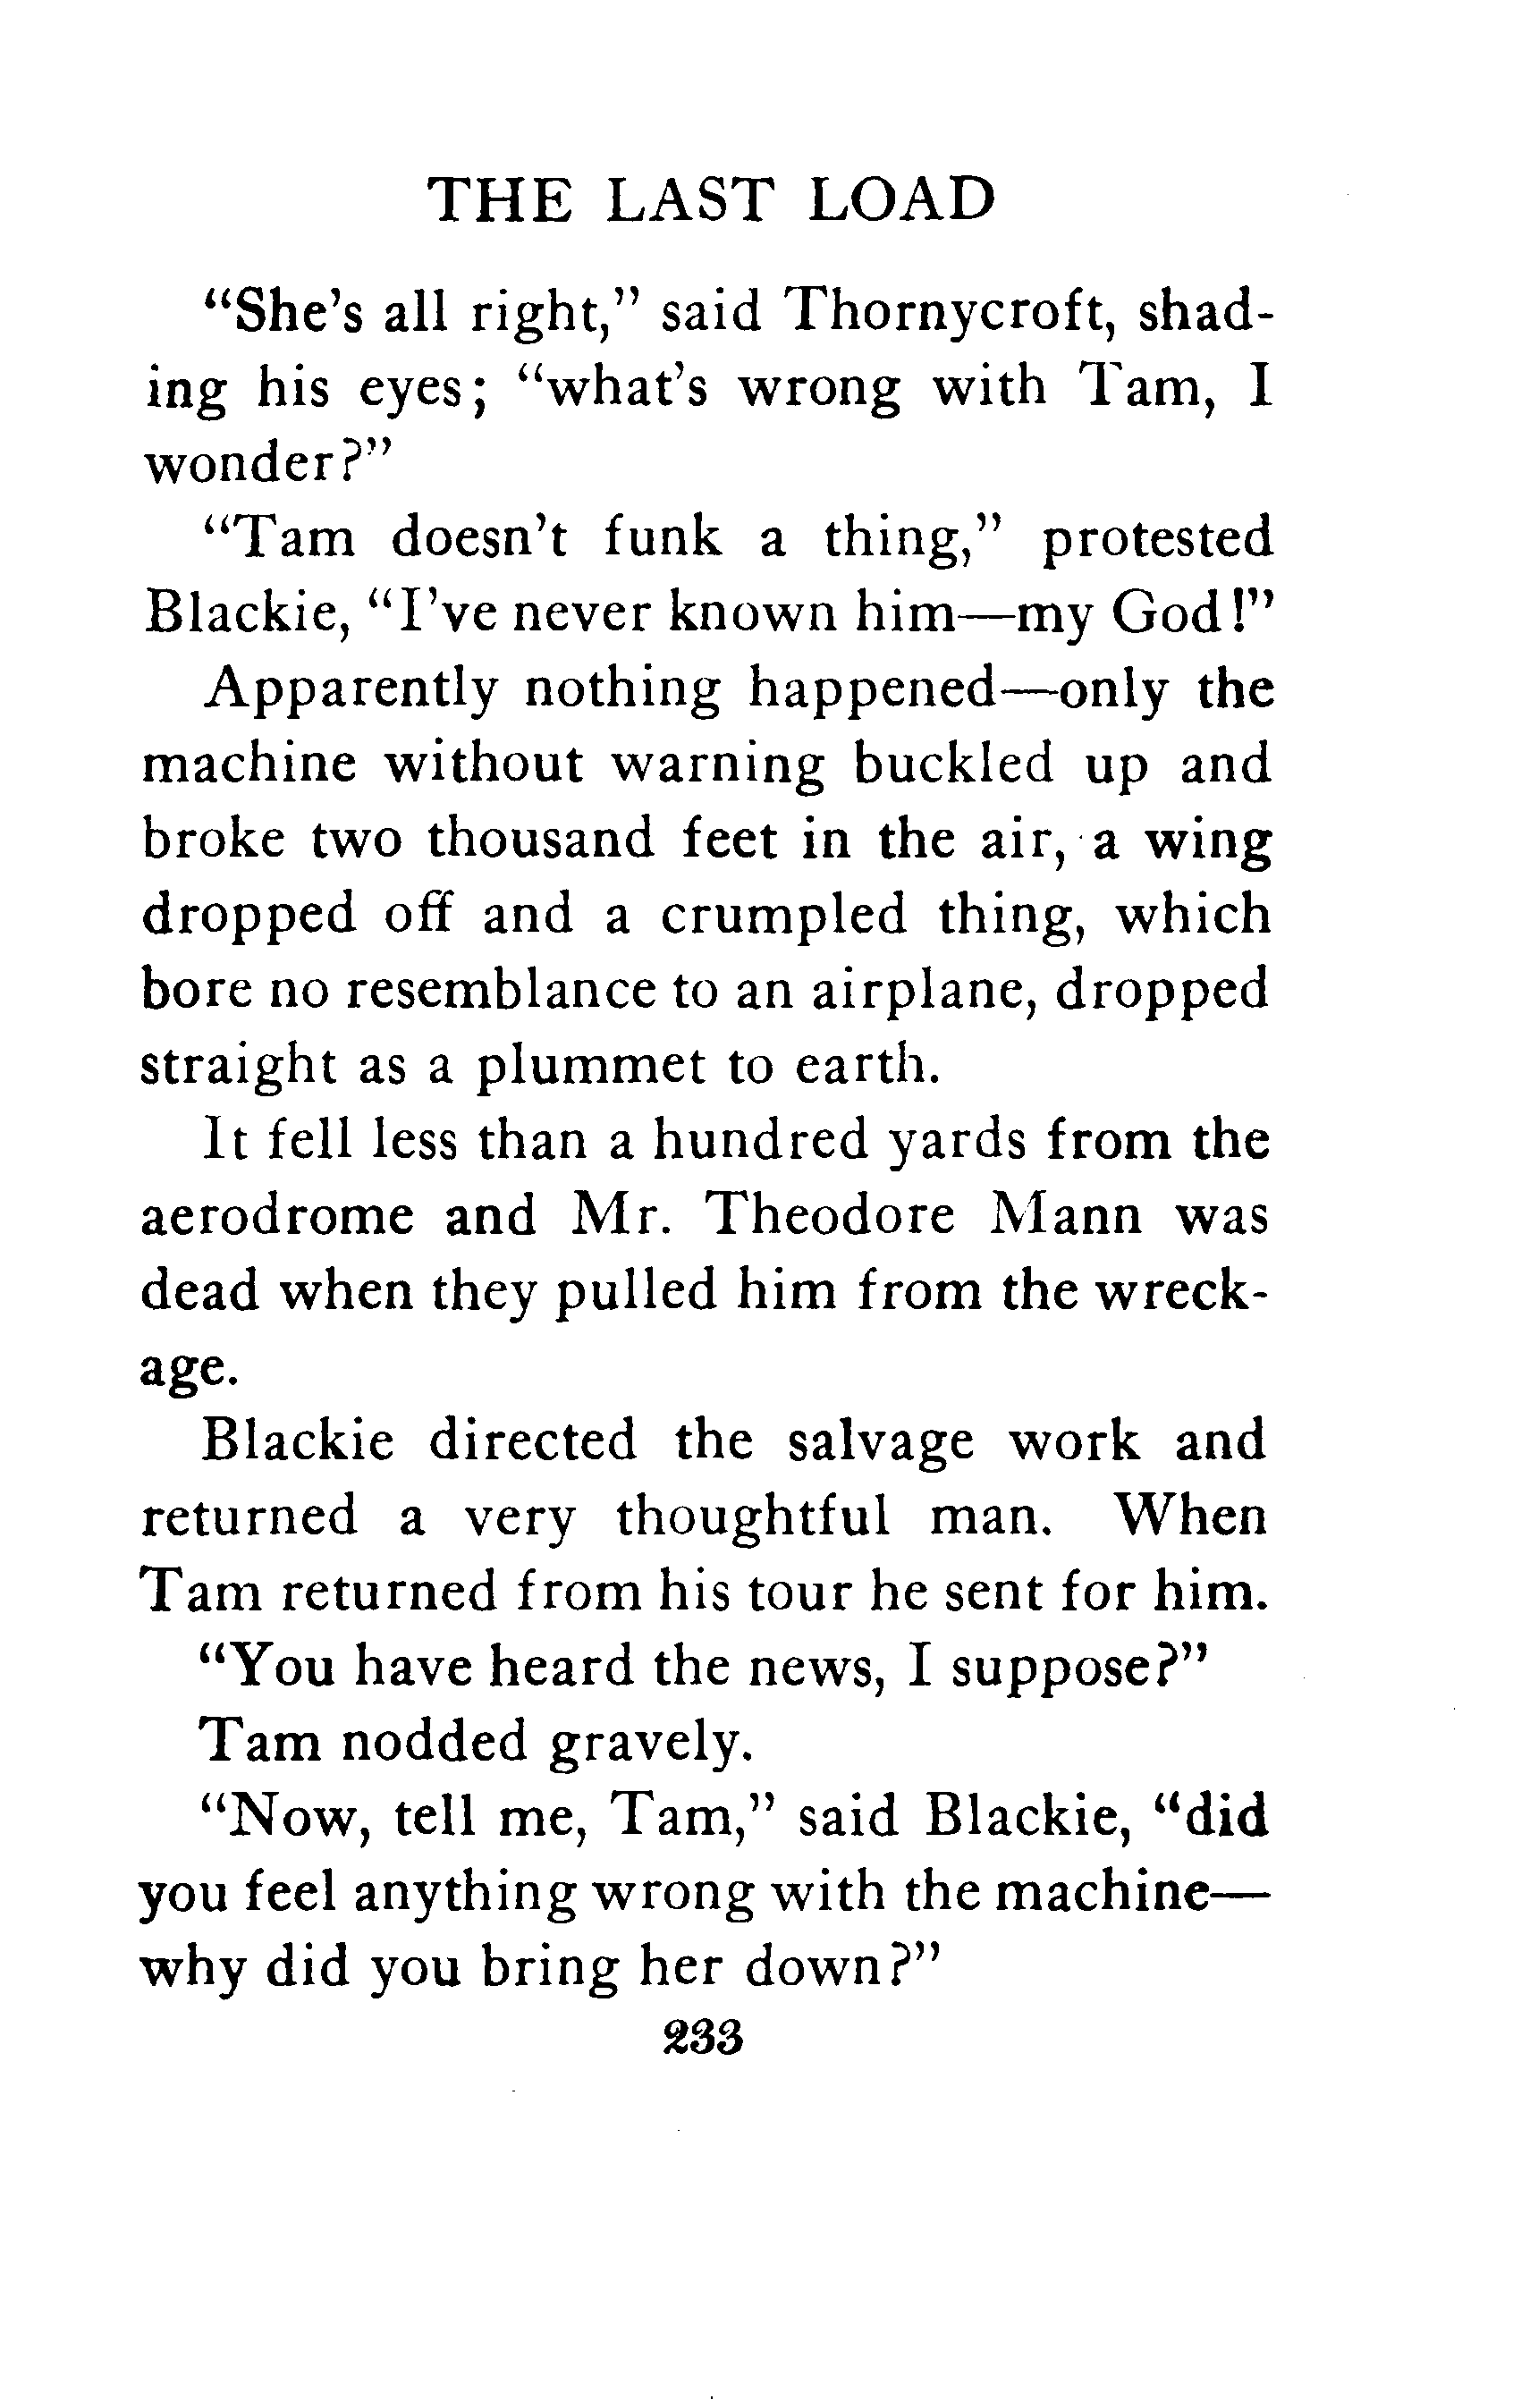 THE LAST LOAD
"She's all right," said Thornycroft, shad-
ing his eyes; "what's wrong with Tam, I
wonder?"
"Tam doesn't funk a thing," protested
Blackie, "I've never known him—my God!"
Apparently nothing happened—only the
machine without warning buckled up and
broke two thousand feet in the air, a wing
dropped off and a crumpled thing, which
bore no resemblance to an airplane, dropped
straight as a plummet to earth.
It fell less than a hundred yards from the
aerodrome and Mr. Theodore Mann was
dead when they pulled him from the wreck-
age.
Blackie directed the salvage work and
returned a very thoughtful man. When
Tam returned from his tour he sent for him.
"You have heard the news, I suppose?"
Tam nodded gravely.
"Now, tell me, Tam," said Blackie, "did
you feel anything wrong with the machine—
why did you bring her down?"
233